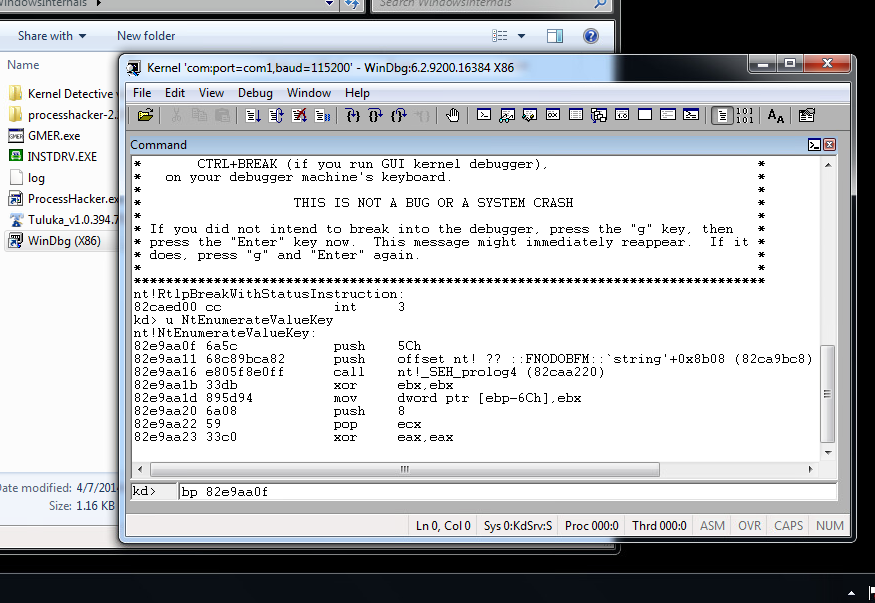 WindowsInternals
Search WindowsInternals
Share with
New folder
Name
Kernel Detective
processhacker-2.
GMER.exe
INSTDRV.EXE
log
ProcessHacker.ex
Tuluka_v1.0.394.7
WinDbg (X86)
Date modified: 4/7/201
Size: 1.16 KB
Kernel 'com:port=com1,baud=115200' - WinDbg:6.2.9200.16384 X86
File Edit View Debug Window Help
Command
* CTRL+BREAK (if you run GUI kernel debugger), *
* on your debugger machine's keyboard. *
* *
* THIS IS NOT A BUG OR A SYSTEM CRASH *
* *
* If you did not intend to break into the debugger, press the "g" key, then *
* press the "Enter" key now. This message might immediately reappear. If it *
* does, press "g" and "Enter" again. *
* *
*******************************************************************************
nt!RtlpBreakWithStatusInstruction:
82caed00 cc int 3
kd> u NtEnumerateValueKey
nt!NtEnumerateValueKey:
82e9aa0f 6a5c push 5Ch
82e9aa11 68c89bca82 push offset nt! ?? ::FNODOBFM::`string'+0x8b08 (82ca9bc8)
82e9aa16 e805f8e0ff call nt!_SEH_prolog4 (82caa220)
82e9aa1b 33db xor ebx,ebx
82e9aa1d 895d94 mov dword ptr [ebp-6Ch],ebx
82e9aa20 6a08 push 8
82e9aa22 59 pop ecx
82e9aa23 33c0 xor eax,eax
kd> bp 82e9aa0f
Ln 0, Col 0 Sys 0:KdSrv:S Proc 000:0 Thrd 000:0 ASM OVR CAPS NUM